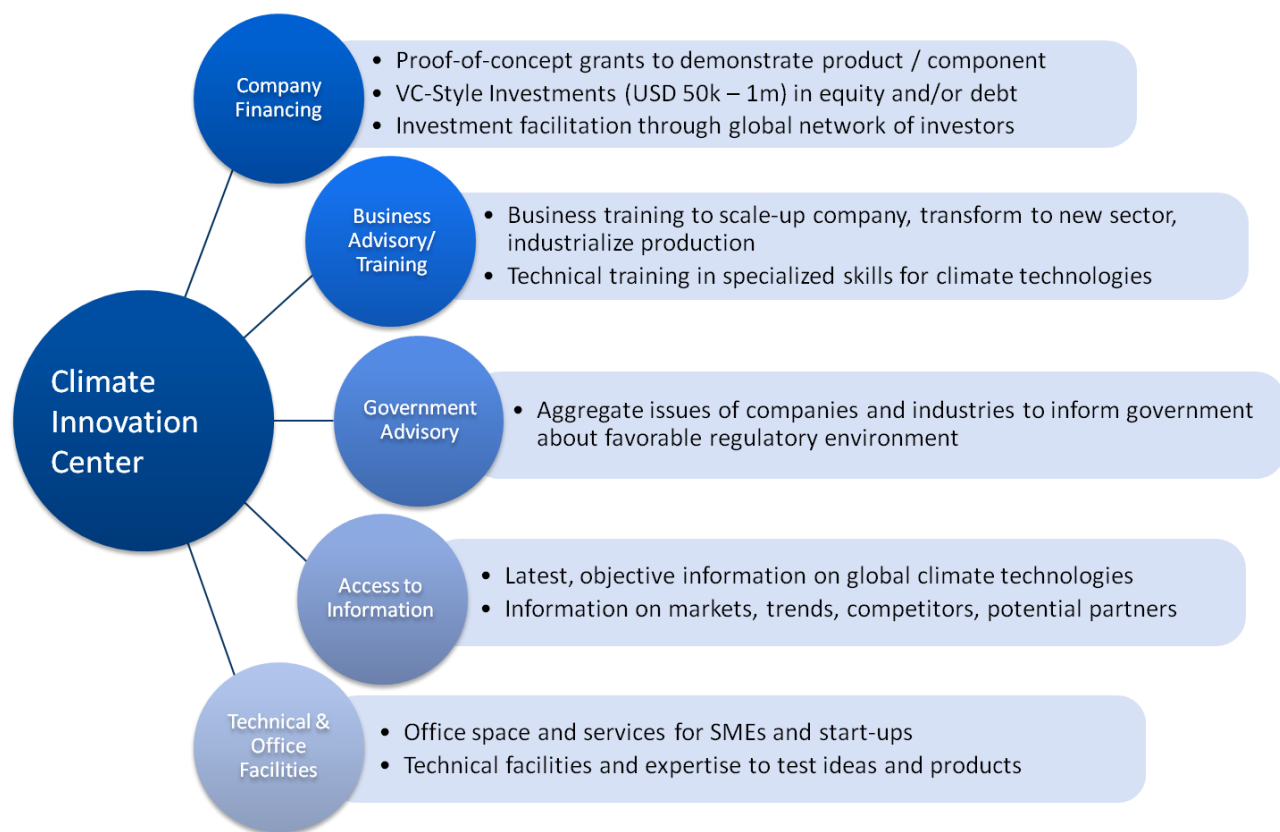 Company
Financing
• Proof-of-concept grants to demonstrate product / component
• VC-Style Investments (USD 50k – 1m) in equity and/or debt
• Investment facilitation through global network of investors
Business
Advisory/
Training
• Business training to scale-up company, transform to new sector,
industrialize production
• Technical training in specialized skills for climate technologies
Climate
Innovation
Center
Government
Advisory
• Aggregate issues of companies and industries to inform government
about favorable regulatory environment
Access to
Information
• Latest, objective information on global climate technologies
• Information on markets, trends, competitors, potential partners
Technical &
Office
Facilities
• Office space and services for SMEs and start-ups
• Technical facilities and expertise to test ideas and products